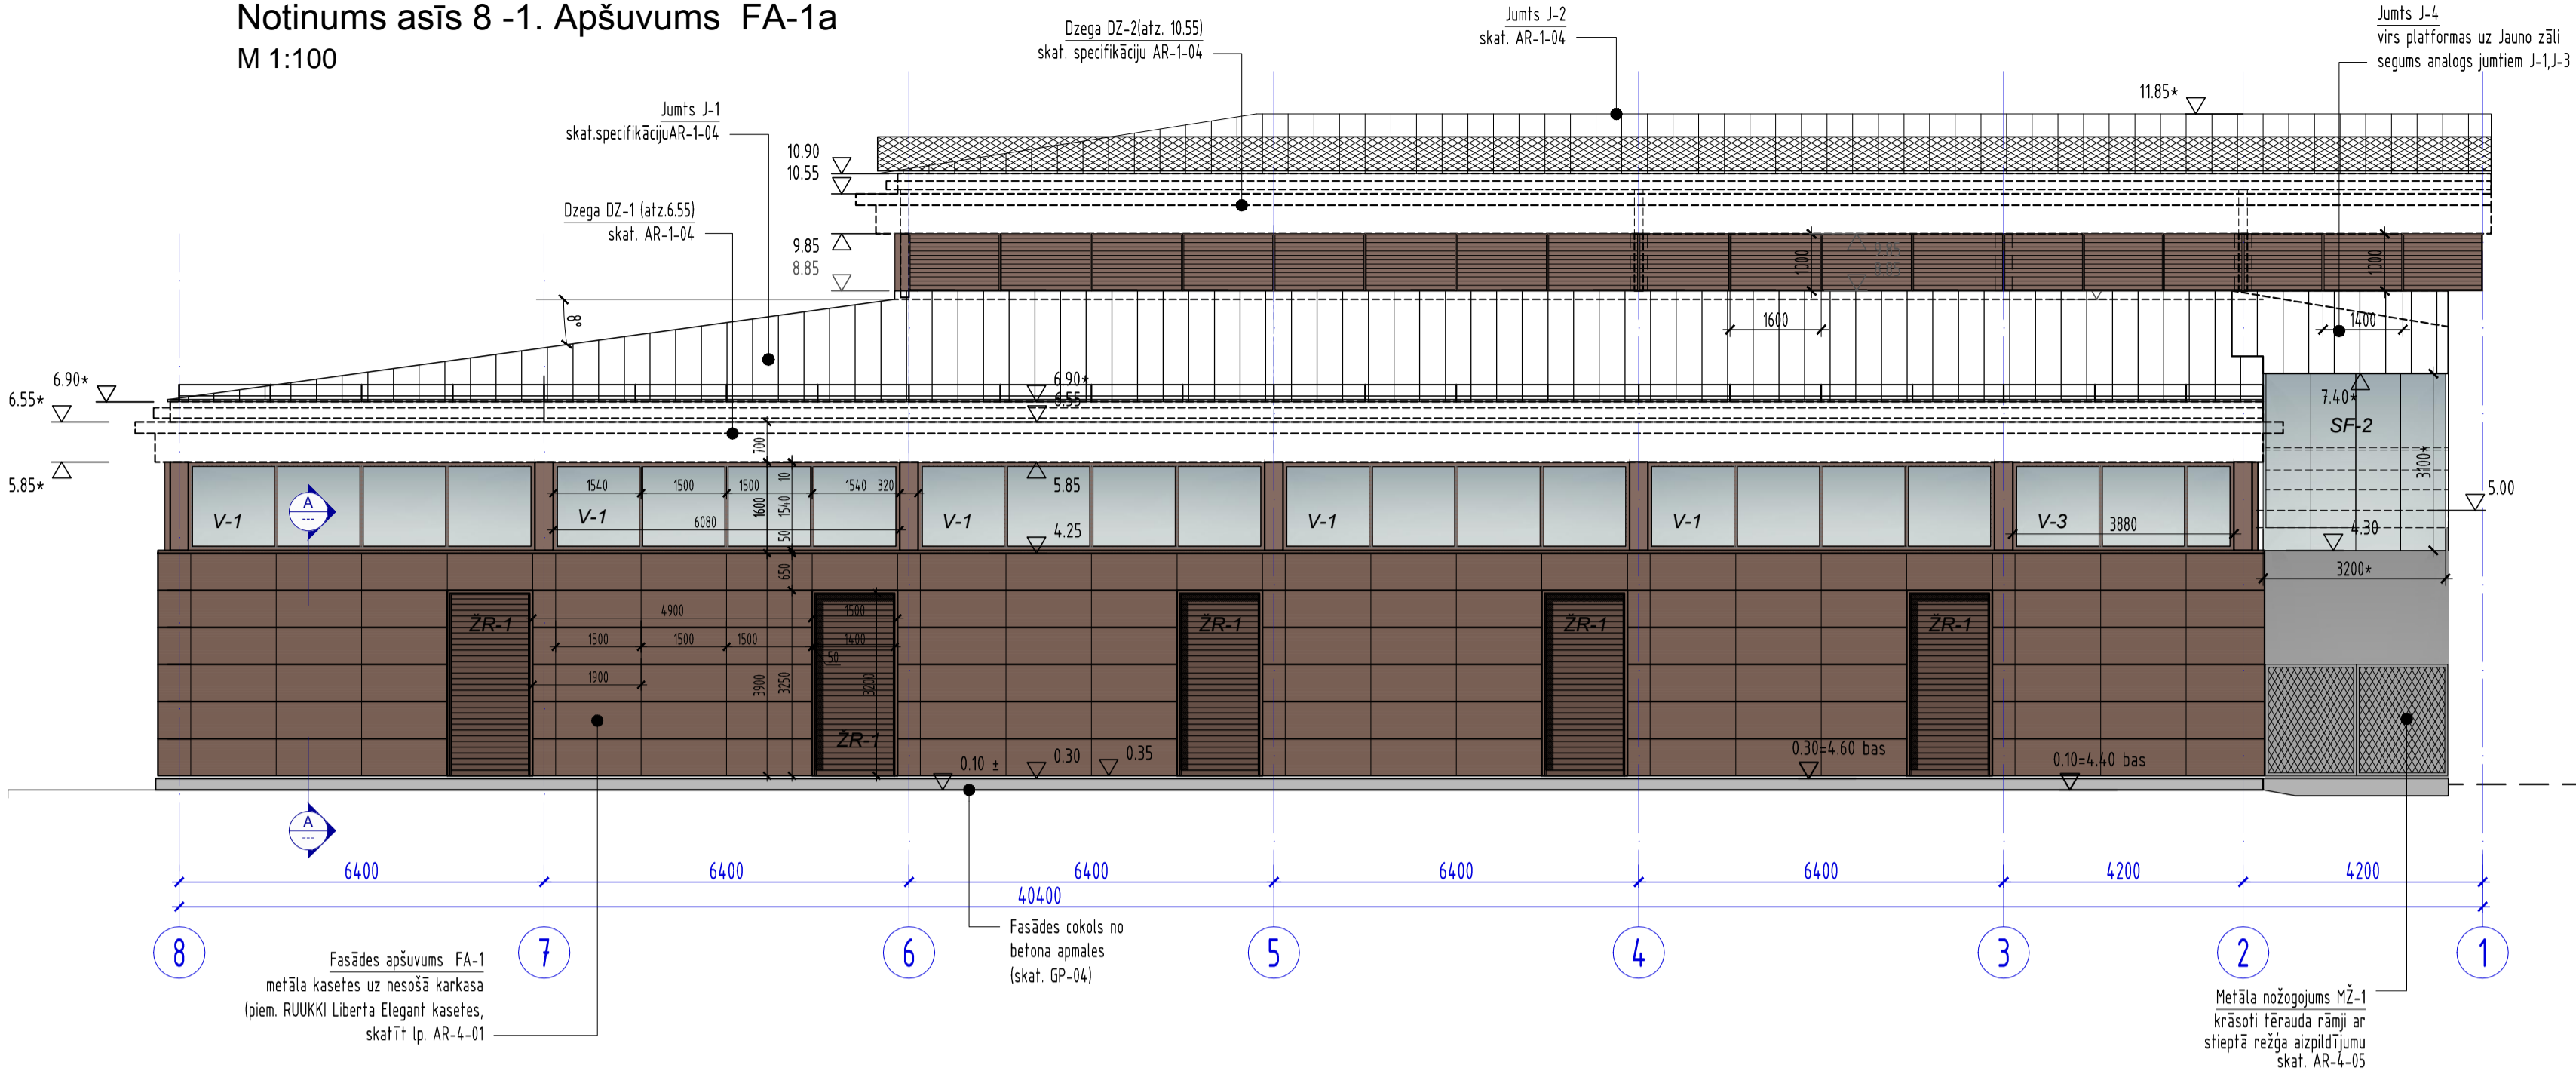 Notinums asīs 8 -1. Apšuvums FA-1a
M 1:100
Dzega DZ-2(atz. 10.55)
skat. specifikāciju AR-1-04
Jumts J-2
skat. AR-1-04
Jumts J-4
virs platformas uz Jauno zāli
segums analogs jumtiem J-1,J-3
Jumts J-1
skat.specifikācijuAR-1-04
11.85*
10.90
10.55
Dzega DZ-1 (atz.6.55)
skat. AR-1-04
9.85
8.85
1000
1000
8°
1600
1400
6.90*
6.55*
5.85*
6.90*
6.55
700
7.40*
SF-2
3100*
5.00
4.30
3200*
A
---
V-1
V-1
V-1
V-1
V-1
V-3
1540
1500
1500
1540
320
6080
1600
10
1540
50
5.85
4.25
3880
650
ŽR-1
ŽR-1
ŽR-1
ŽR-1
ŽR-1
4900
1500
1500
1500
1500
1400
50
1900
3900
3250
3200
0.10 ±
0.30
0.35
0.30=4.60 bas
0.10=4.40 bas
A
---
6400
6400
6400
6400
6400
4200
4200
40400
8
7
6
5
4
3
2
1
Fasādes apšuvums FA-1
metāla kasetes uz nesošā karkasa
(piem. RUUKKI Liberta Elegant kasetes,
skatīt lp. AR-4-01
Fasādes cokols no
betona apmales
(skat. GP-04)
Metāla nožogojums MŽ-1
krāsoti tērauda rāmji ar
stieptā režģa aizpildījumu
skat. AR-4-05